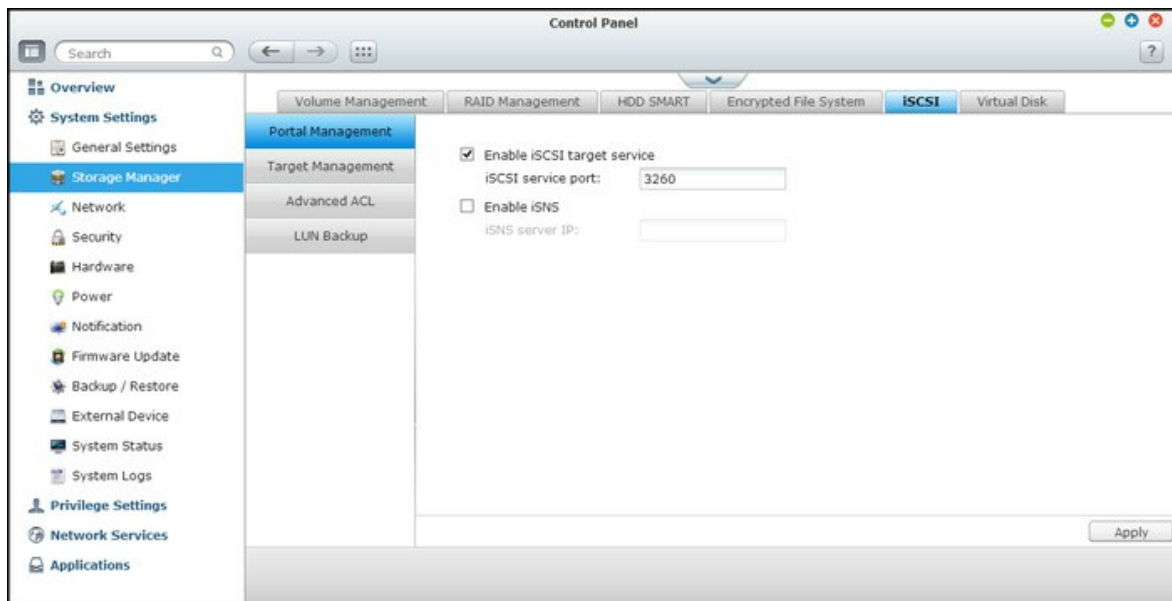 Control Panel
Search
?
Overview
System Settings
General Settings
Storage Manager
Network
Security
Hardware
Power
Notification
Firmware Update
Backup / Restore
External Device
System Status
System Logs
Privilege Settings
Network Services
Applications
Volume Management RAID Management HDD SMART Encrypted File System iSCSI Virtual Disk
Portal Management
Target Management
Advanced ACL
LUN Backup
Enable iSCSI target service
iSCSI service port: 3260
Enable iSNS
iSNS server IP:
Apply